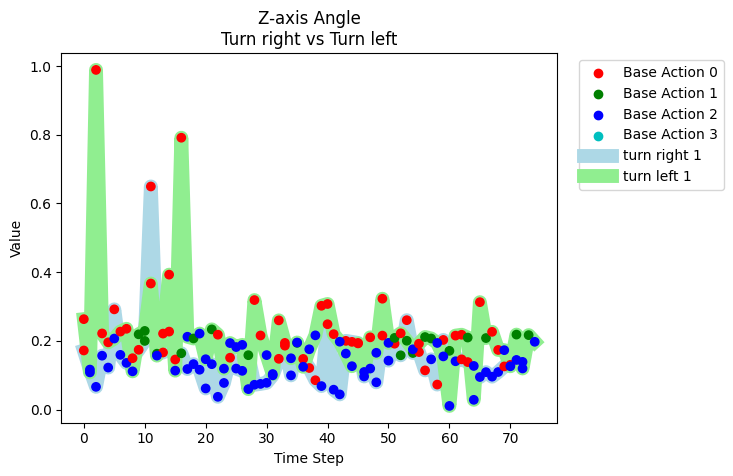 Z-axis Angle
Turn right vs Turn left
Value
1.0
0.8
0.6
0.4
0.2
0.0
0 10 20 30 40 50 60 70
Time Step
Base Action 0
Base Action 1
Base Action 2
Base Action 3
turn right 1
turn left 1